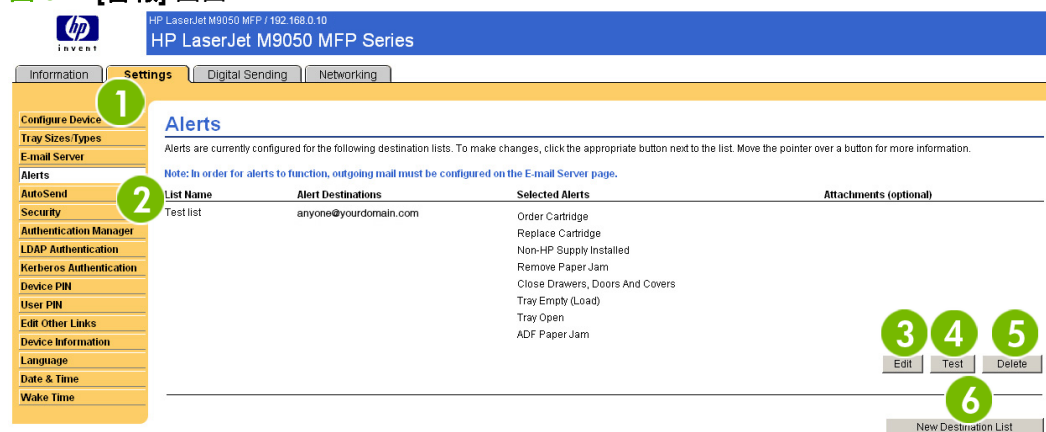 hp
invent
HP LaserJet M9050 MFP / 192.168.0.10
HP LaserJet M9050 MFP Series
Information
Settings
Digital Sending
Networking
1
Configure Device
Tray Sizes/Types
E-mail Server
Alerts
AutoSend
Security
Authentication Manager
LDAP Authentication
Kerberos Authentication
Device PIN
User PIN
Edit Other Links
Device Information
Language
Date & Time
Wake Time
2
Alerts
Alerts are currently configured for the following destination lists. To make changes, click the appropriate button next to the list. Move the pointer over a button for more information.
Note: In order for alerts to function, outgoing mail must be configured on the E-mail Server page.
List Name Alert Destinations Selected Alerts Attachments (optional)
Test list anyone@yourdomain.com Order Cartridge
Replace Cartridge
Non-HP Supply Installed
Remove Paper Jam
Close Drawers, Doors And Covers
Tray Empty (Load)
Tray Open
ADF Paper Jam
3 4 5
Edit Test Delete
6
New Destination List